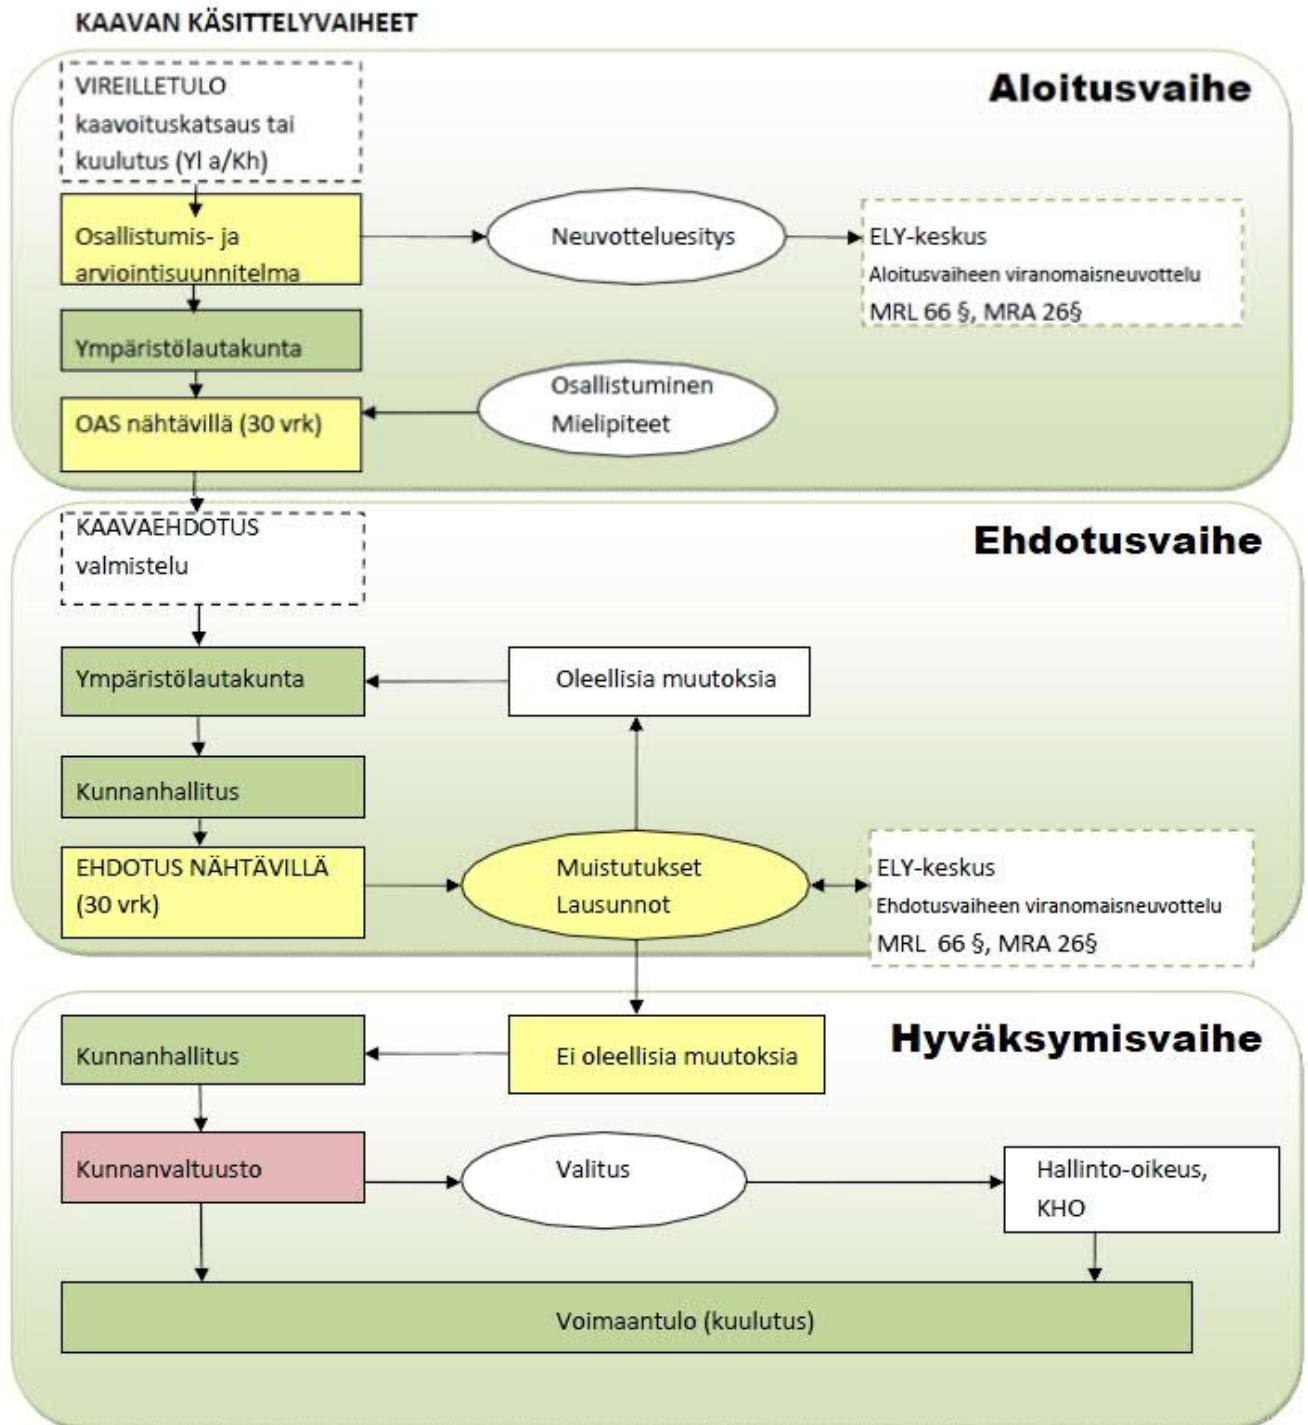 KAAVAN KÄSITTELYVAIHEET
Aloitusvaihe
VIREILLETULO
kaavoituskatsaus tai
kuulutus (Yl a/Kh)
Osallistumis- ja
arviointisuunnitelma
Neuvotteluesitys
ELY-keskus
Aloitusvaiheen viranomaisneuvottelu
MRL 66 §, MRA 26§
Ympäristölautakunta
OAS nähtävillä (30 vrk)
Osallistuminen
Mielipiteet
Ehdotusvaihe
KAAVAEHDOTUS
valmistelu
Ympäristölautakunta
Oleellisia muutoksia
Kunnanhallitus
EHDOTUS NÄHTÄVILLÄ
(30 vrk)
Muistutukset
Lausunnot
ELY-keskus
Ehdotusvaiheen viranomaisneuvottelu
MRL 66 §, MRA 26§
Hyväksymisvaihe
Kunnanhallitus
Ei oleellisia muutoksia
Kunnanvaltuusto
Valitus
Hallinto-oikeus,
KHO
Voimaantulo (kuulutus)